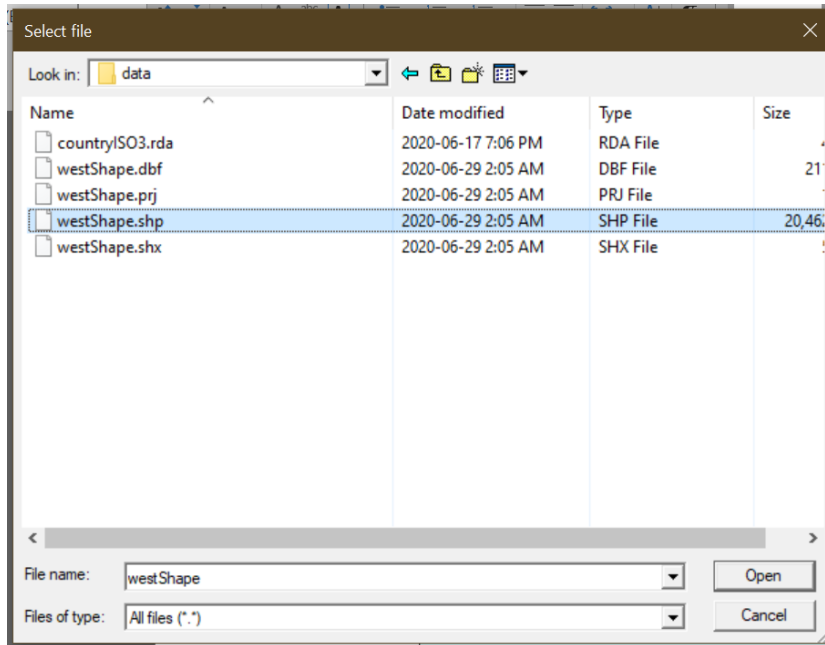 Select file
Look in: data
Name Date modified Type Size
countryISO3.rda 2020-06-17 7:06 PM RDA File
westShape.dbf 2020-06-29 2:05 AM DBF File 21
westShape.prj 2020-06-29 2:05 AM PRJ File
westShape.shp 2020-06-29 2:05 AM SHP File 20,46
westShape.shx 2020-06-29 2:05 AM SHX File
File name: westShape Open
Files of type: All files (*.*) Cancel